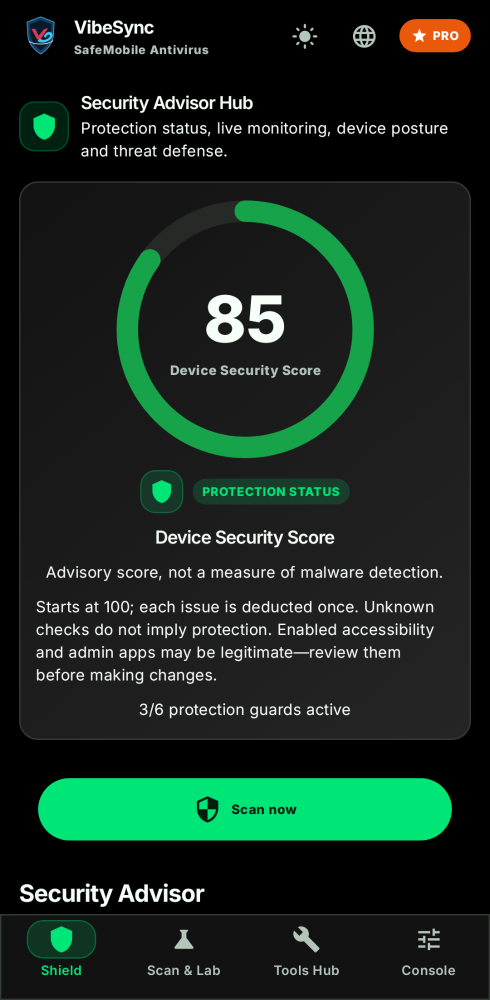 VibeSync
SafeMobile Antivirus
PRO
Security Advisor Hub
Protection status, live monitoring, device posture
and threat defense.
85
Device Security Score
PROTECTION STATUS
Device Security Score
Advisory score, not a measure of malware detection.
Starts at 100; each issue is deducted once. Unknown
checks do not imply protection. Enabled accessibility
and admin apps may be legitimate—review them
before making changes.
3/6 protection guards active
Scan now
Security Advisor
Shield
Scan & Lab
Tools Hub
Console